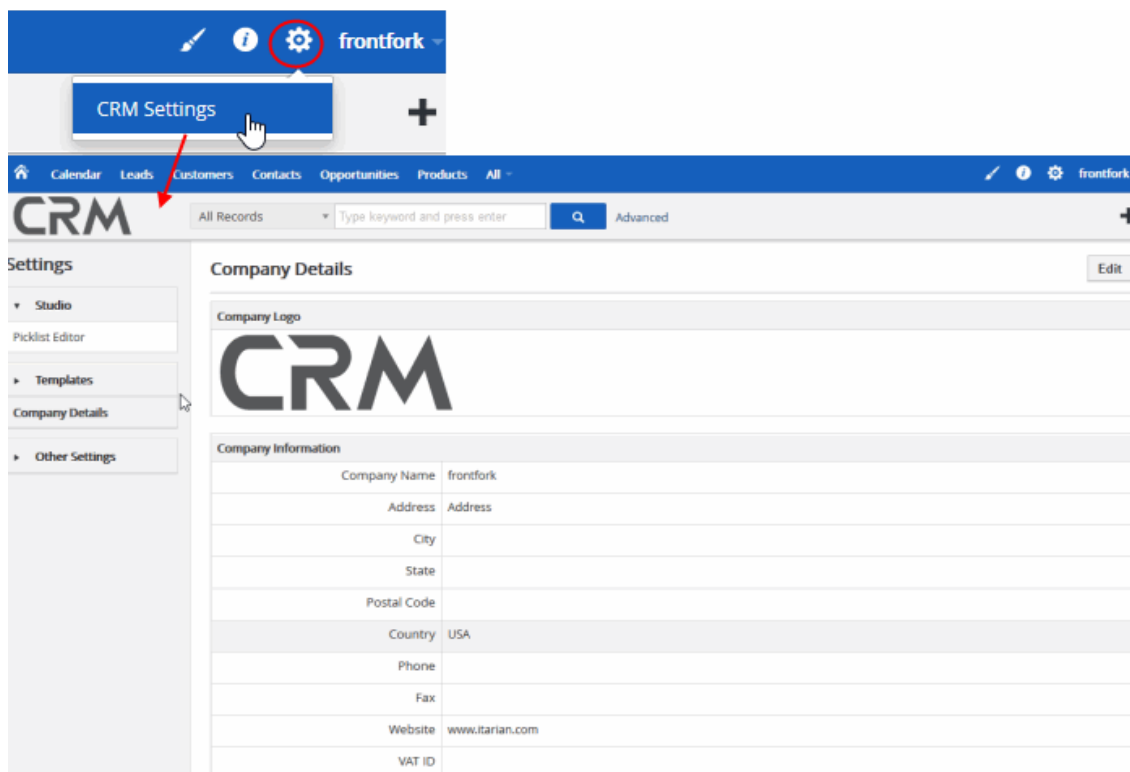 frontfork
CRM Settings
Calendar Leads Customers Contacts Opportunities Products All frontfork
CRM All Records Type keyword and press enter Advanced
Settings
Company Details Edit
Studio
Company Logo
Picklist Editor
CRM
Templates
Company Details
Company Information
Other Settings
Company Name frontfork
Address Address
City
State
Postal Code
Country USA
Phone
Fax
Website www.itarian.com
VAT ID